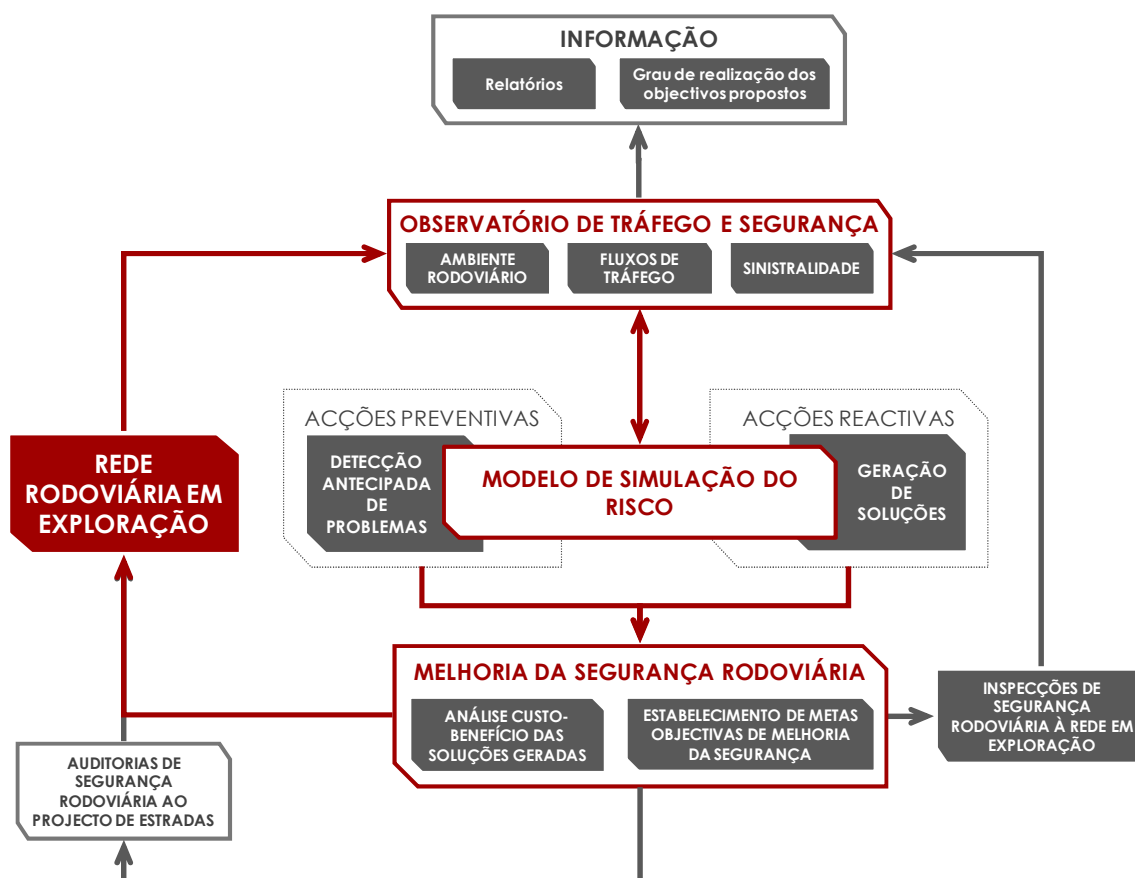 INFORMAÇÃO
Relatórios
Grau de realização dos
objectivos propostos
OBSERVATÓRIO DE TRÁFEGO E SEGURANÇA
AMBIENTE
RODOVIÁRIO
FLUXOS DE
TRÁFEGO
SINISTRALIDADE
ACÇÕES PREVENTIVAS
DETECÇÃO
ANTECIPADA
DE
PROBLEMAS
MODELO DE SIMULAÇÃO DO
RISCO
ACÇÕES REACTIVAS
GERAÇÃO
DE
SOLUÇÕES
REDE
RODOVIÁRIA EM
EXPLORAÇÃO
MELHORIA DA SEGURANÇA RODOVIÁRIA
ANÁLISE CUSTO-
BENEFÍCIO DAS
SOLUÇÕES GERADAS
ESTABELECIMENTO DE METAS
OBJECTIVAS DE MELHORIA
DA SEGURANÇA
INSPECÇÕES DE
SEGURANÇA
RODOVIÁRIA À REDE EM
EXPLORAÇÃO
AUDITORIAS DE
SEGURANÇA
RODOVIÁRIA AO
PROJECTO DE ESTRADAS